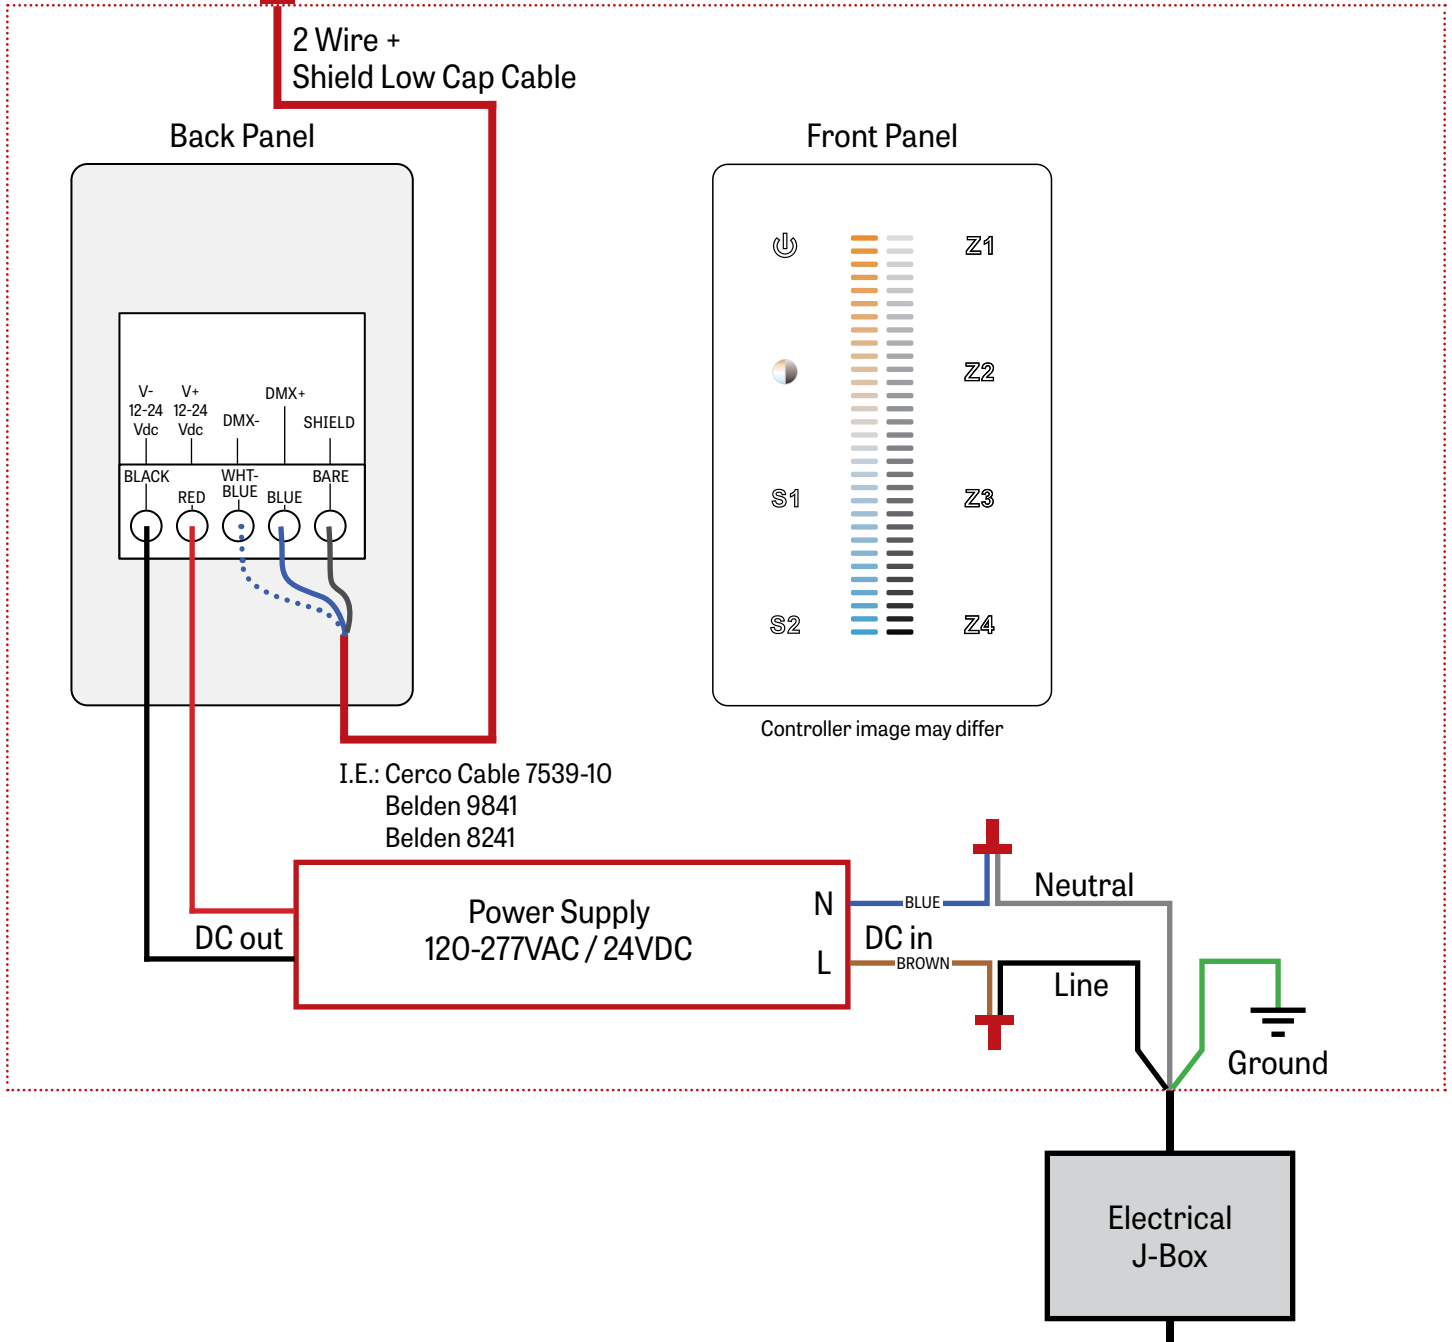 2 Wire +
Shield Low Cap Cable
Back Panel
Front Panel
V-
12-24
Vdc
V+
12-24
Vdc
DMX-
DMX+
SHIELD
BLACK
RED
WHT-
BLUE
BLUE
BARE
Z1
Z2
S1
Z3
S2
Z4
Controller image may differ
I.E.: Cerco Cable 7539-10
Belden 9841
Belden 8241
Power Supply
120-277VAC / 24VDC
DC out
N
L
BLUE
DC in
BROWN
Neutral
Line
Ground
Electrical
J-Box